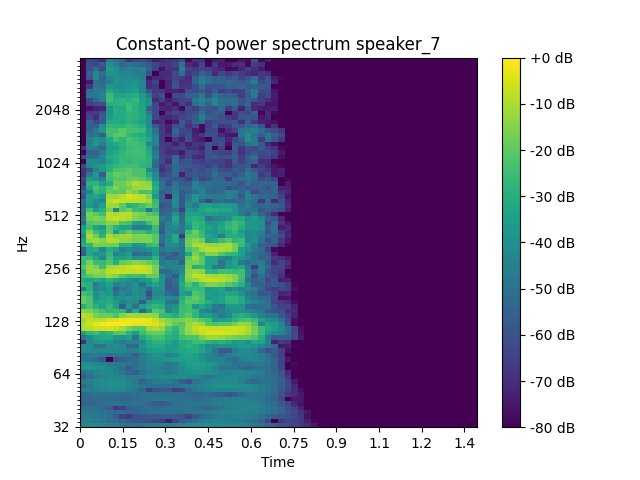 Constant-Q power spectrum speaker_7
Hz
2048
1024
512
256
128
64
32
0 0.15 0.3 0.45 0.6 0.75 0.9 1.1 1.2 1.4
Time
+0 dB
-10 dB
-20 dB
-30 dB
-40 dB
-50 dB
-60 dB
-70 dB
-80 dB